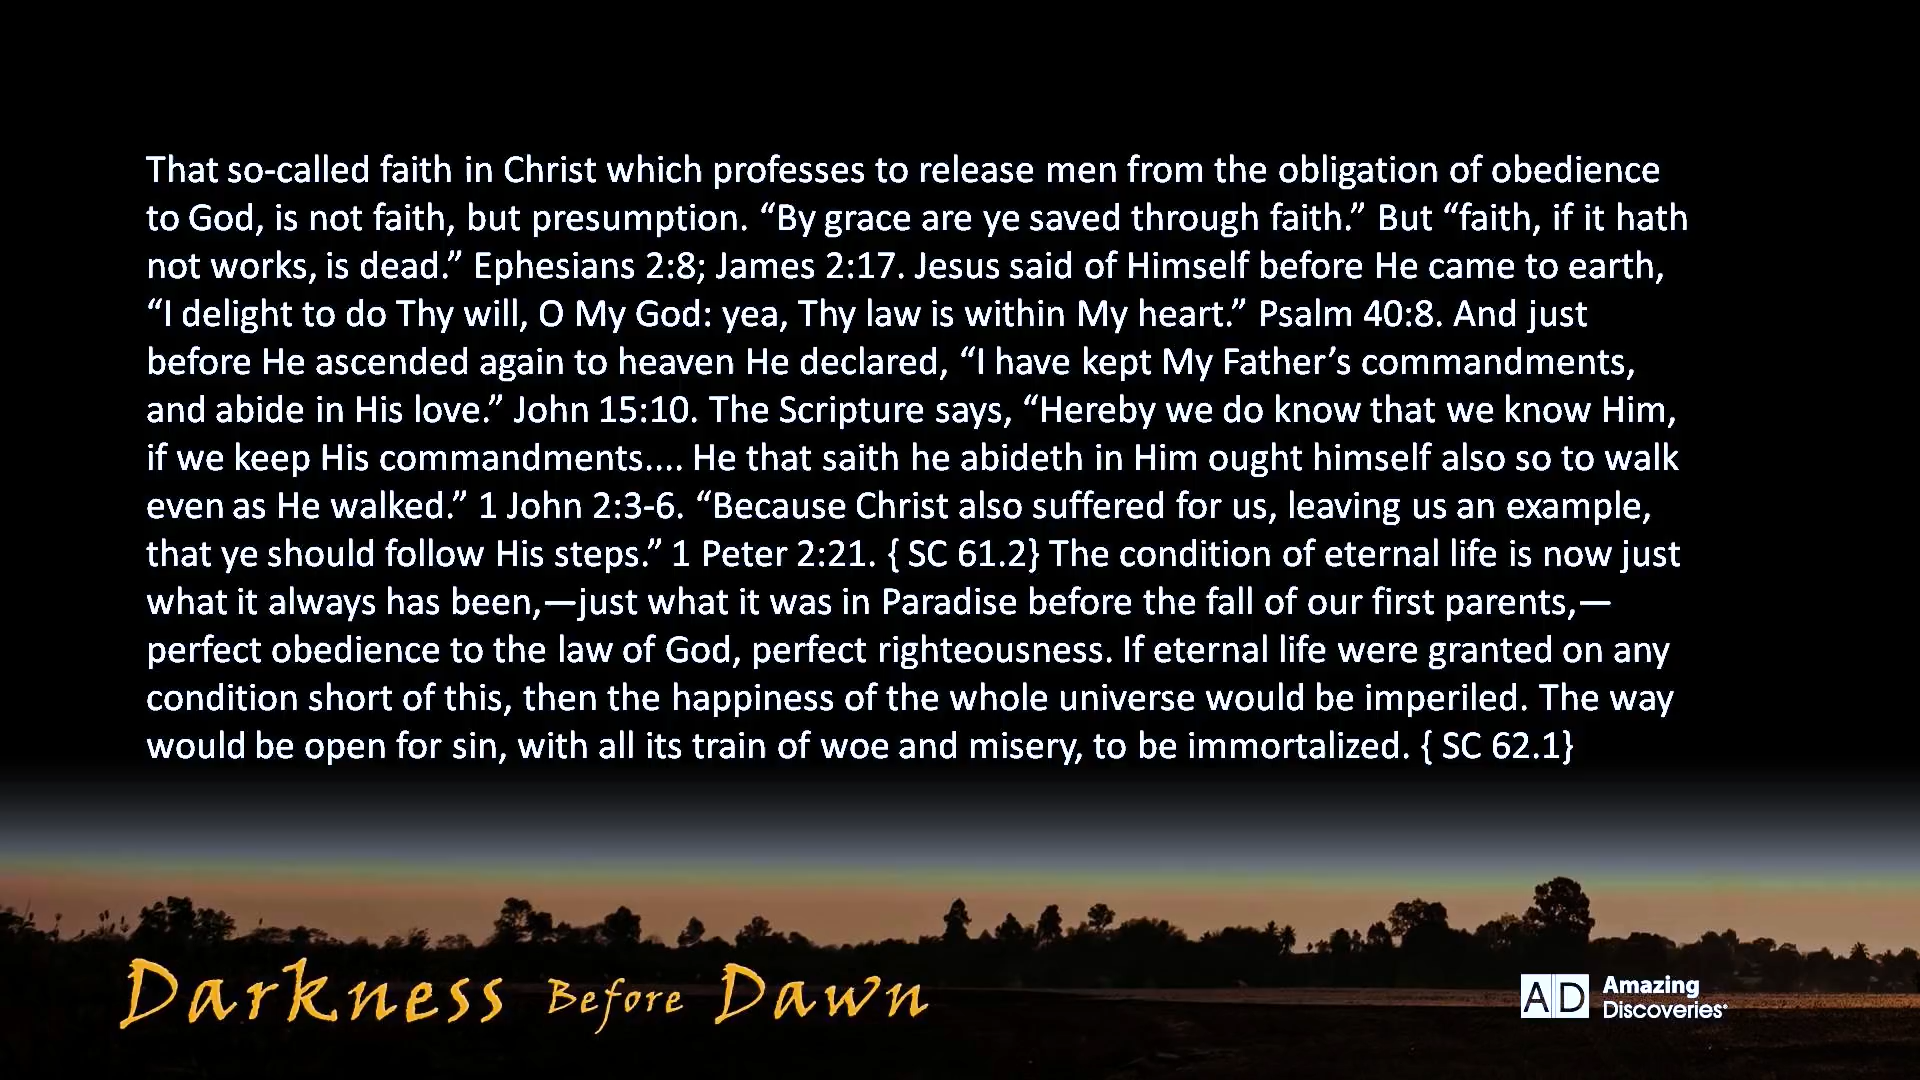 That so-called faith in Christ which professes to release men from the obligation of obedience
to God, is not faith, but presumption. “By grace are ye saved through faith.” But “faith, if it hath
not works, is dead.” Ephesians 2:8; James 2:17. Jesus said of Himself before He came to earth,
“I delight to do Thy will, O My God: yea, Thy law is within My heart.” Psalm 40:8. And just
before He ascended again to heaven He declared, “I have kept My Father’s commandments,
and abide in His love.” John 15:10. The Scripture says, “Hereby we do know that we know Him,
if we keep His commandments.... He that saith he abideth in Him ought himself also so to walk
even as He walked.” 1 John 2:3-6. “Because Christ also suffered for us, leaving us an example,
that ye should follow His steps.” 1 Peter 2:21. { SC 61.2} The condition of eternal life is now just
what it always has been,—just what it was in Paradise before the fall of our first parents,—
perfect obedience to the law of God, perfect righteousness. If eternal life were granted on any
condition short of this, then the happiness of the whole universe would be imperiled. The way
would be open for sin, with all its train of woe and misery, to be immortalized. { SC 62.1}
Darkness Before Dawn
AD Amazing
Discoveries